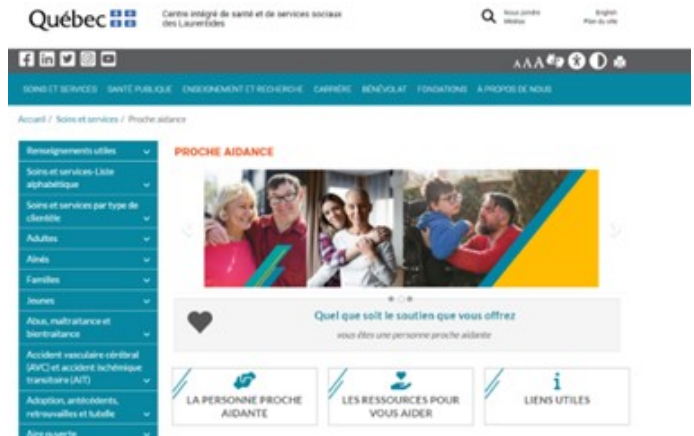 Québec
Centre intégré de santé et de services sociaux
des Laurentides
Nous joindre
English
Médias
Plan du site
A A A
SOINS ET SERVICES SANTÉ PUBLIQUE ENSEIGNEMENT ET RECHERCHE CARRIÈRE BÉNÉVOLAT FONDATIONS À PROPOS DE NOUS
Accueil / Soins et services / Proche aidance
Renseignements utiles
Soins et services-Liste
alphabétique
Soins et services par type de
clientèle
Adultes
Aînés
Familles
Jeunes
Abus, maltraitance et
bientraitance
Accident vasculaire cérébral
(AVC) et accident ischémique
transitoire (AIT)
Adoption, antécédents,
retrouvailles et tutelle
Aire ouverte
PROCHE AIDANCE
Quel que soit le soutien que vous offrez
vous êtes une personne proche aidante
LA PERSONNE PROCHE
AIDANTE
LES RESSOURCES POUR
VOUS AIDER
LIENS UTILES